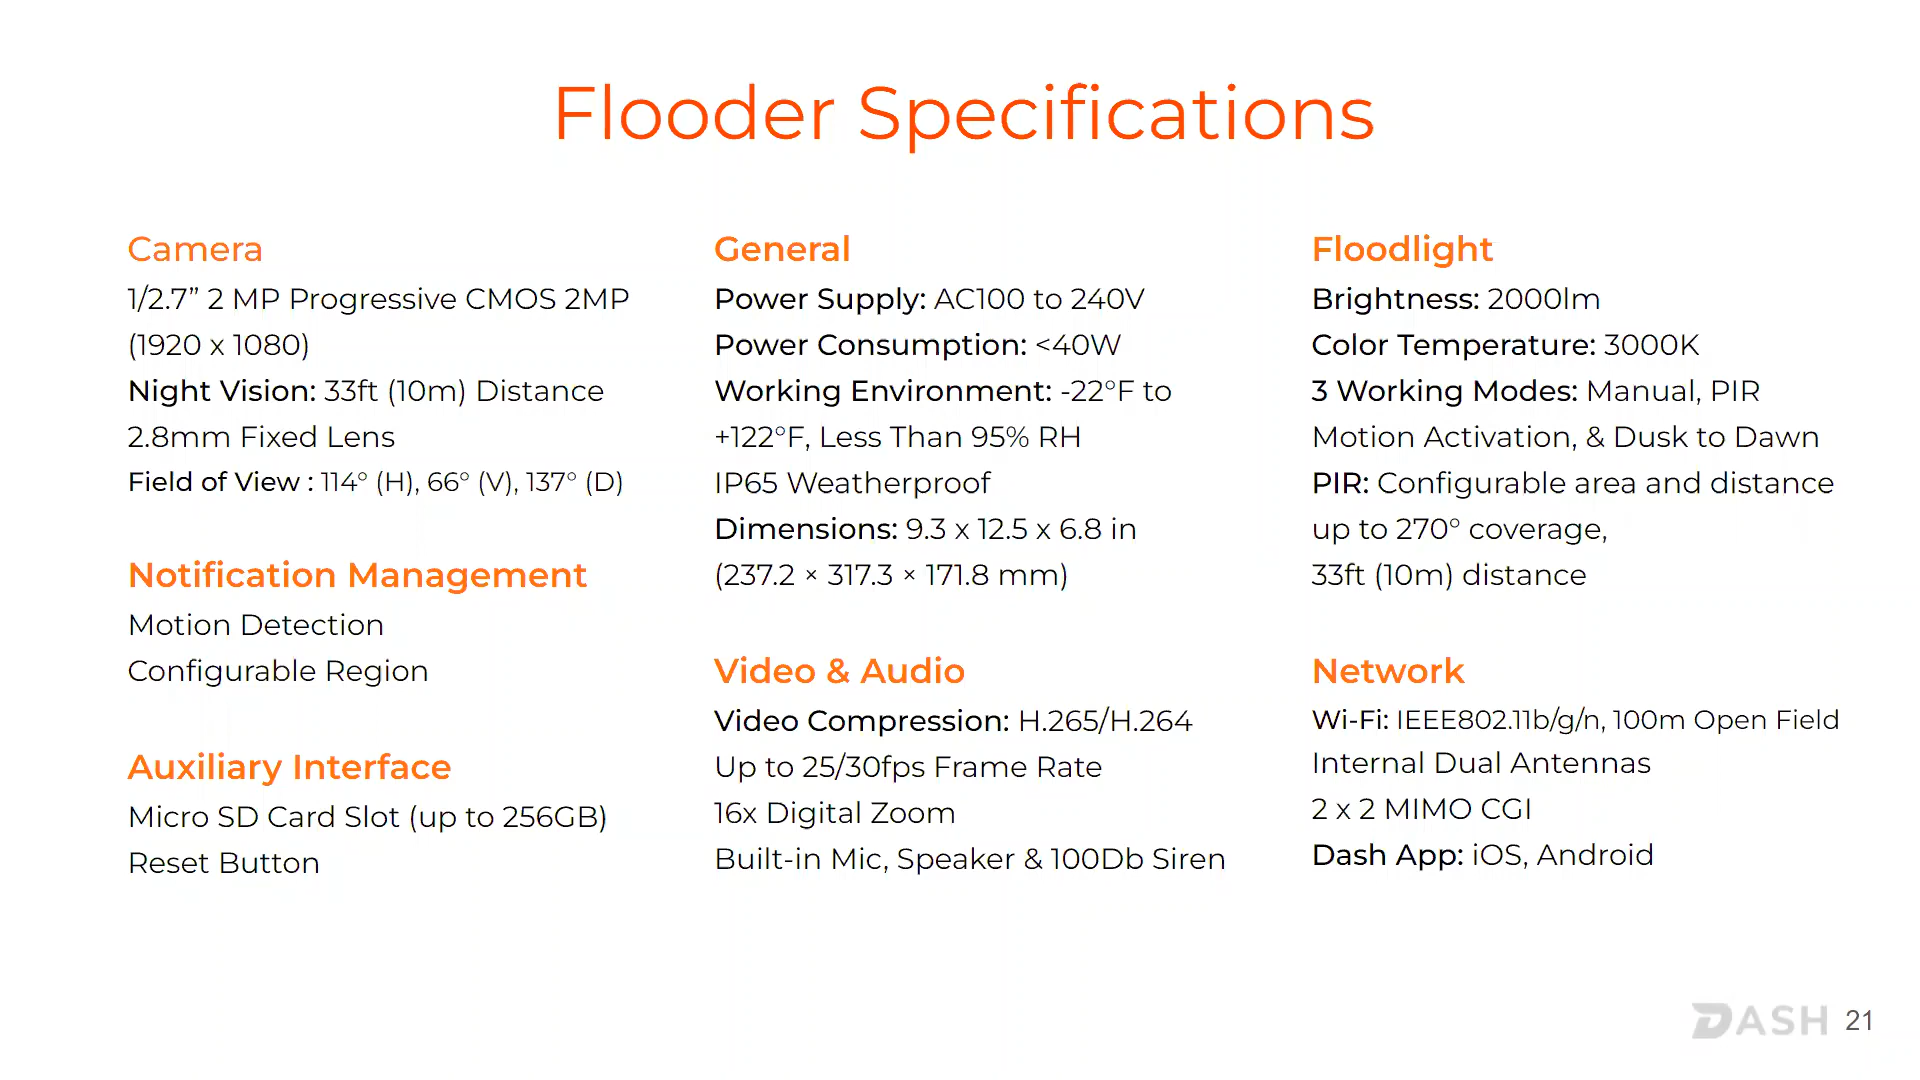 Flooder Specifications
Camera
1/2.7” 2 MP Progressive CMOS 2MP
(1920 x 1080)
Night Vision: 33ft (10m) Distance
2.8mm Fixed Lens
Field of View : 114° (H), 66° (V), 137° (D)
Notification Management
Motion Detection
Configurable Region
Auxiliary Interface
Micro SD Card Slot (up to 256GB)
Reset Button
General
Power Supply: AC100 to 240V
Power Consumption: <40W
Working Environment: -22°F to
+122°F, Less Than 95% RH
IP65 Weatherproof
Dimensions: 9.3 x 12.5 x 6.8 in
(237.2 × 317.3 × 171.8 mm)
Video & Audio
Video Compression: H.265/H.264
Up to 25/30fps Frame Rate
16x Digital Zoom
Built-in Mic, Speaker & 100Db Siren
Floodlight
Brightness: 2000lm
Color Temperature: 3000K
3 Working Modes: Manual, PIR
Motion Activation, & Dusk to Dawn
PIR: Configurable area and distance
up to 270° coverage,
33ft (10m) distance
Network
Wi-Fi: IEEE802.11b/g/n, 100m Open Field
Internal Dual Antennas
2 x 2 MIMO CGI
Dash App: iOS, Android
DASH 21